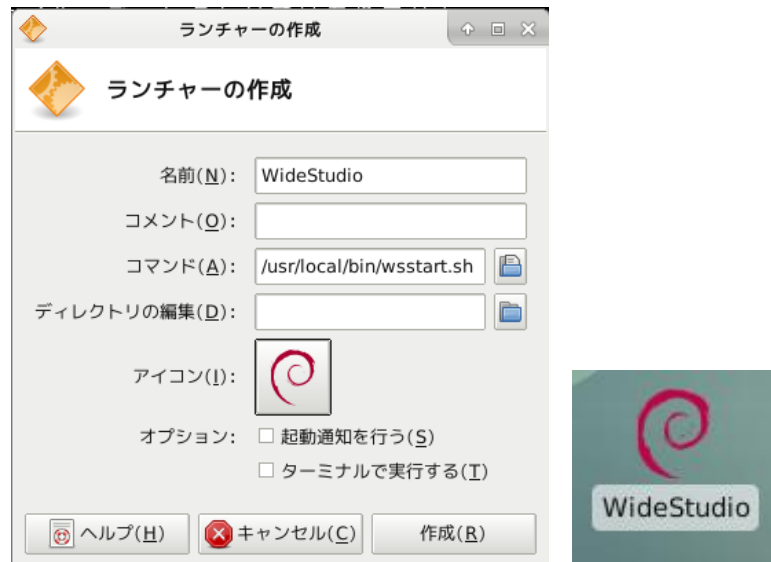 ランチャーの作成
ランチャーの作成
名前(N): WideStudio
コメント(O):
コマンド(A): /usr/local/bin/wsstart.sh
ディレクトリの編集(D):
アイコン(I):
オプション: 起動通知を行う(S)
ターミナルで実行する(T)
ヘルプ(H) キャンセル(C) 作成(R)
WideStudio